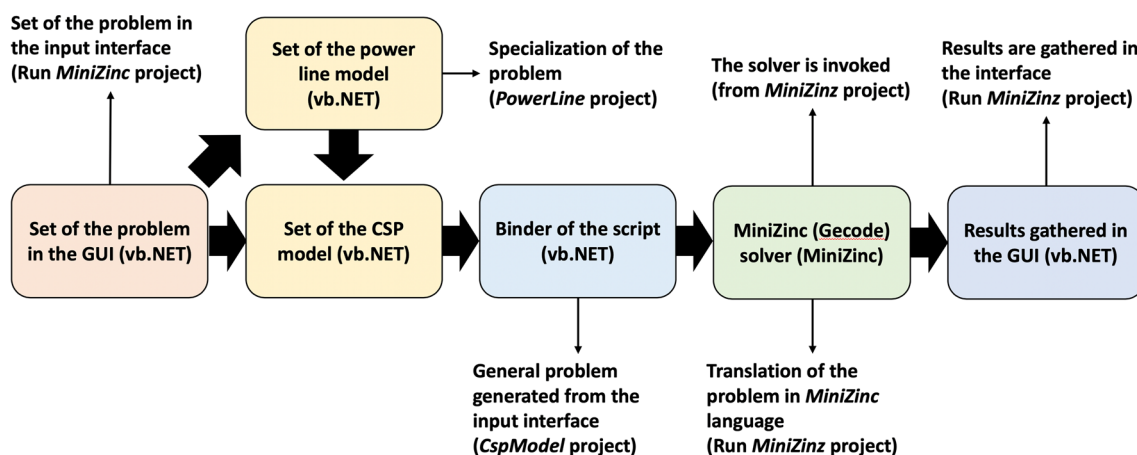 Set of the problem in
the input interface
(Run MiniZinc project)
Set of the power
line model
(vb.NET)
Specialization of the
problem
(PowerLine project)
The solver is invoked
(from MiniZinz project)
Results are gathered in
the interface
(Run MiniZinz project)
Set of the problem
in the GUI (vb.NET)
Set of the CSP
model (vb.NET)
Binder of the script
(vb.NET)
MiniZinc (Gecode)
solver (MiniZinc)
Results gathered in
the GUI (vb.NET)
General problem
generated from the
input interface
(CspModel project)
Translation of the
problem in MiniZinc
language
(Run MiniZinz project)